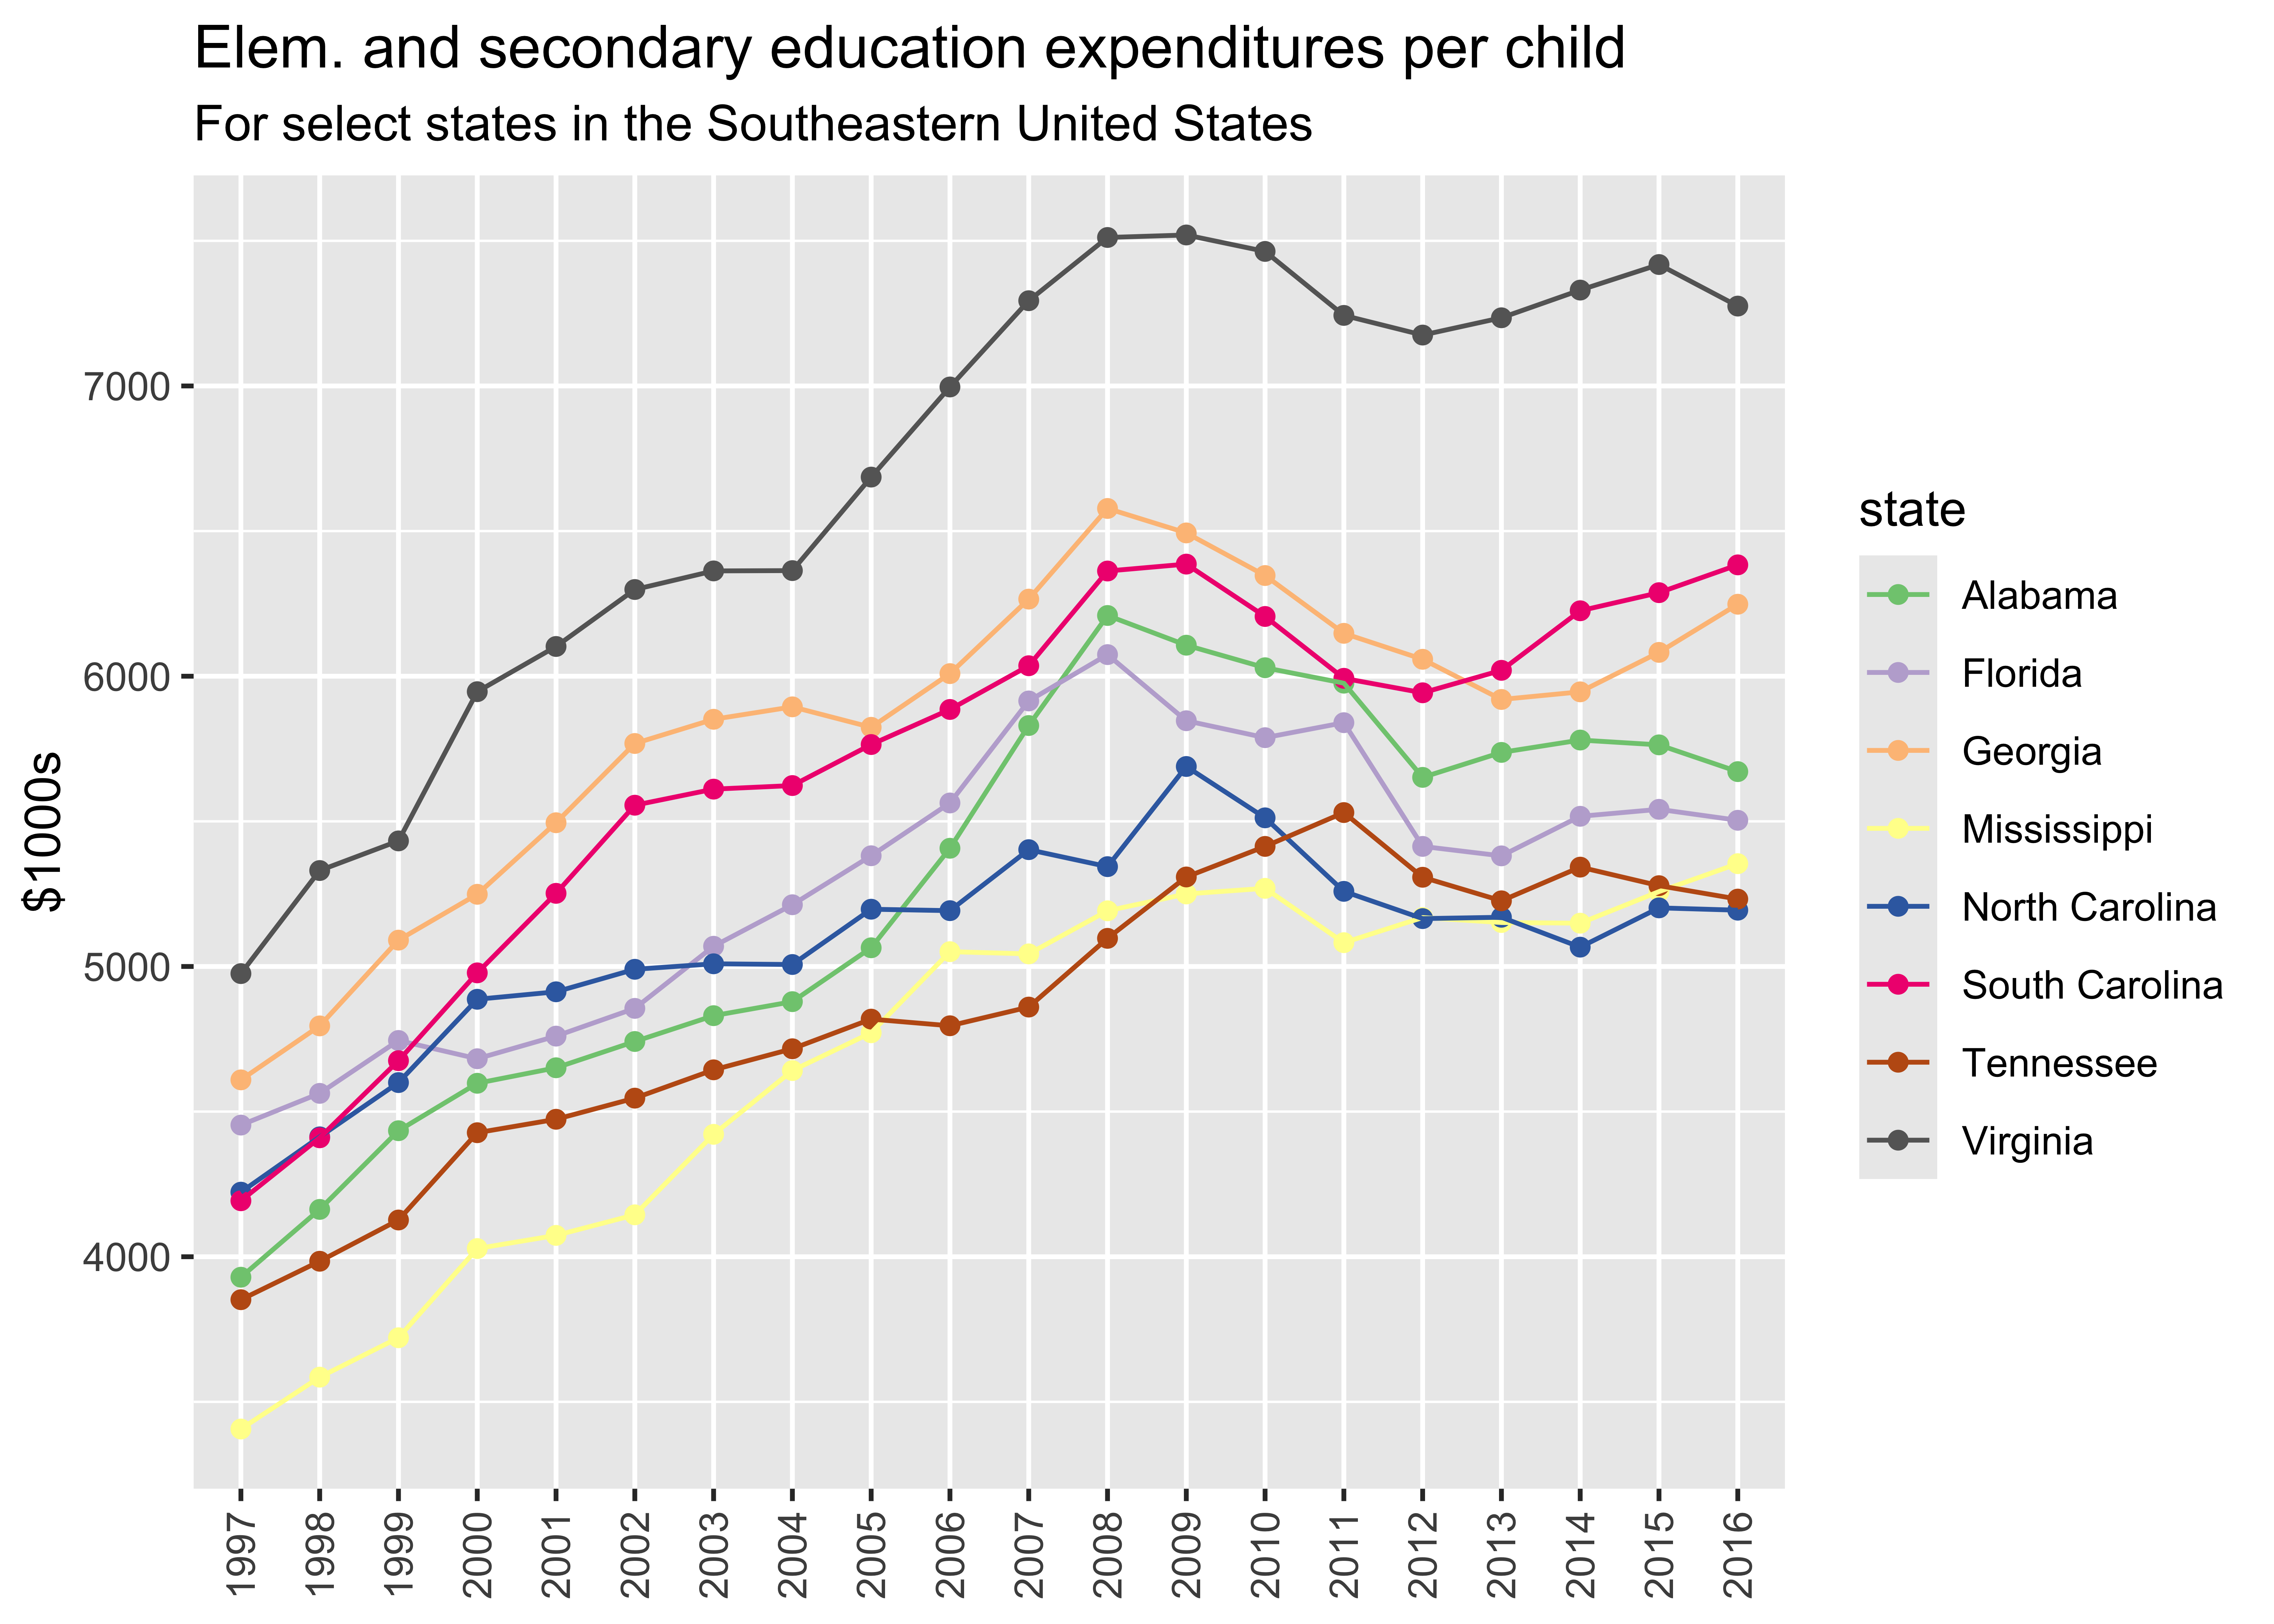 Elem. and secondary education expenditures per child
For select states in the Southeastern United States
$1000s
7000
6000
5000
4000
1997
1998
1999
2000
2001
2002
2003
2004
2005
2006
2007
2008
2009
2010
2011
2012
2013
2014
2015
2016
state
Alabama
Florida
Georgia
Mississippi
North Carolina
South Carolina
Tennessee
Virginia